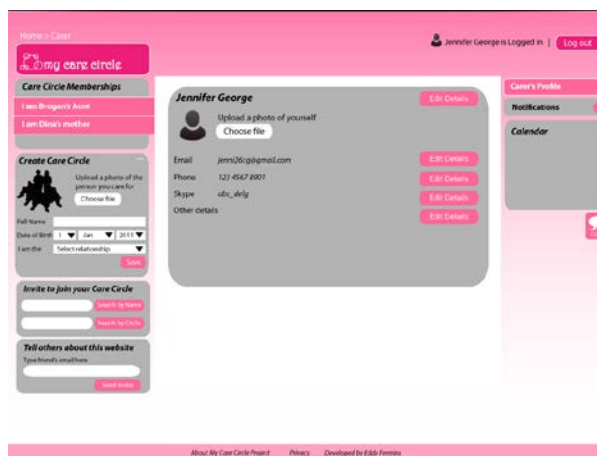 Home > Carer
Jennifer George is Logged in | Log out
my care circle
Care Circle Memberships
I am Brogan's Aunt
I am Dina's mother
Create Care Circle
Upload a photo of the
person you care for
Choose file
Full Name
Date of Birth 1 Jan 2011
I am the Select relationship
Save
Invite to join your Care Circle
Search by Name
Search by Circle
Tell others about this website
Type friend's email here
Send Invite
Jennifer George
Edit Details
Upload a photo of yourself
Choose file
Email jenni26cg@gmail.com Edit Details
Phone 123 4567 8901 Edit Details
Skype Edit Details
Other details Edit Details
Carer's Profile
Notifications
Calendar
About My Care Circle Project Privacy Developed by Eddy Ferreira